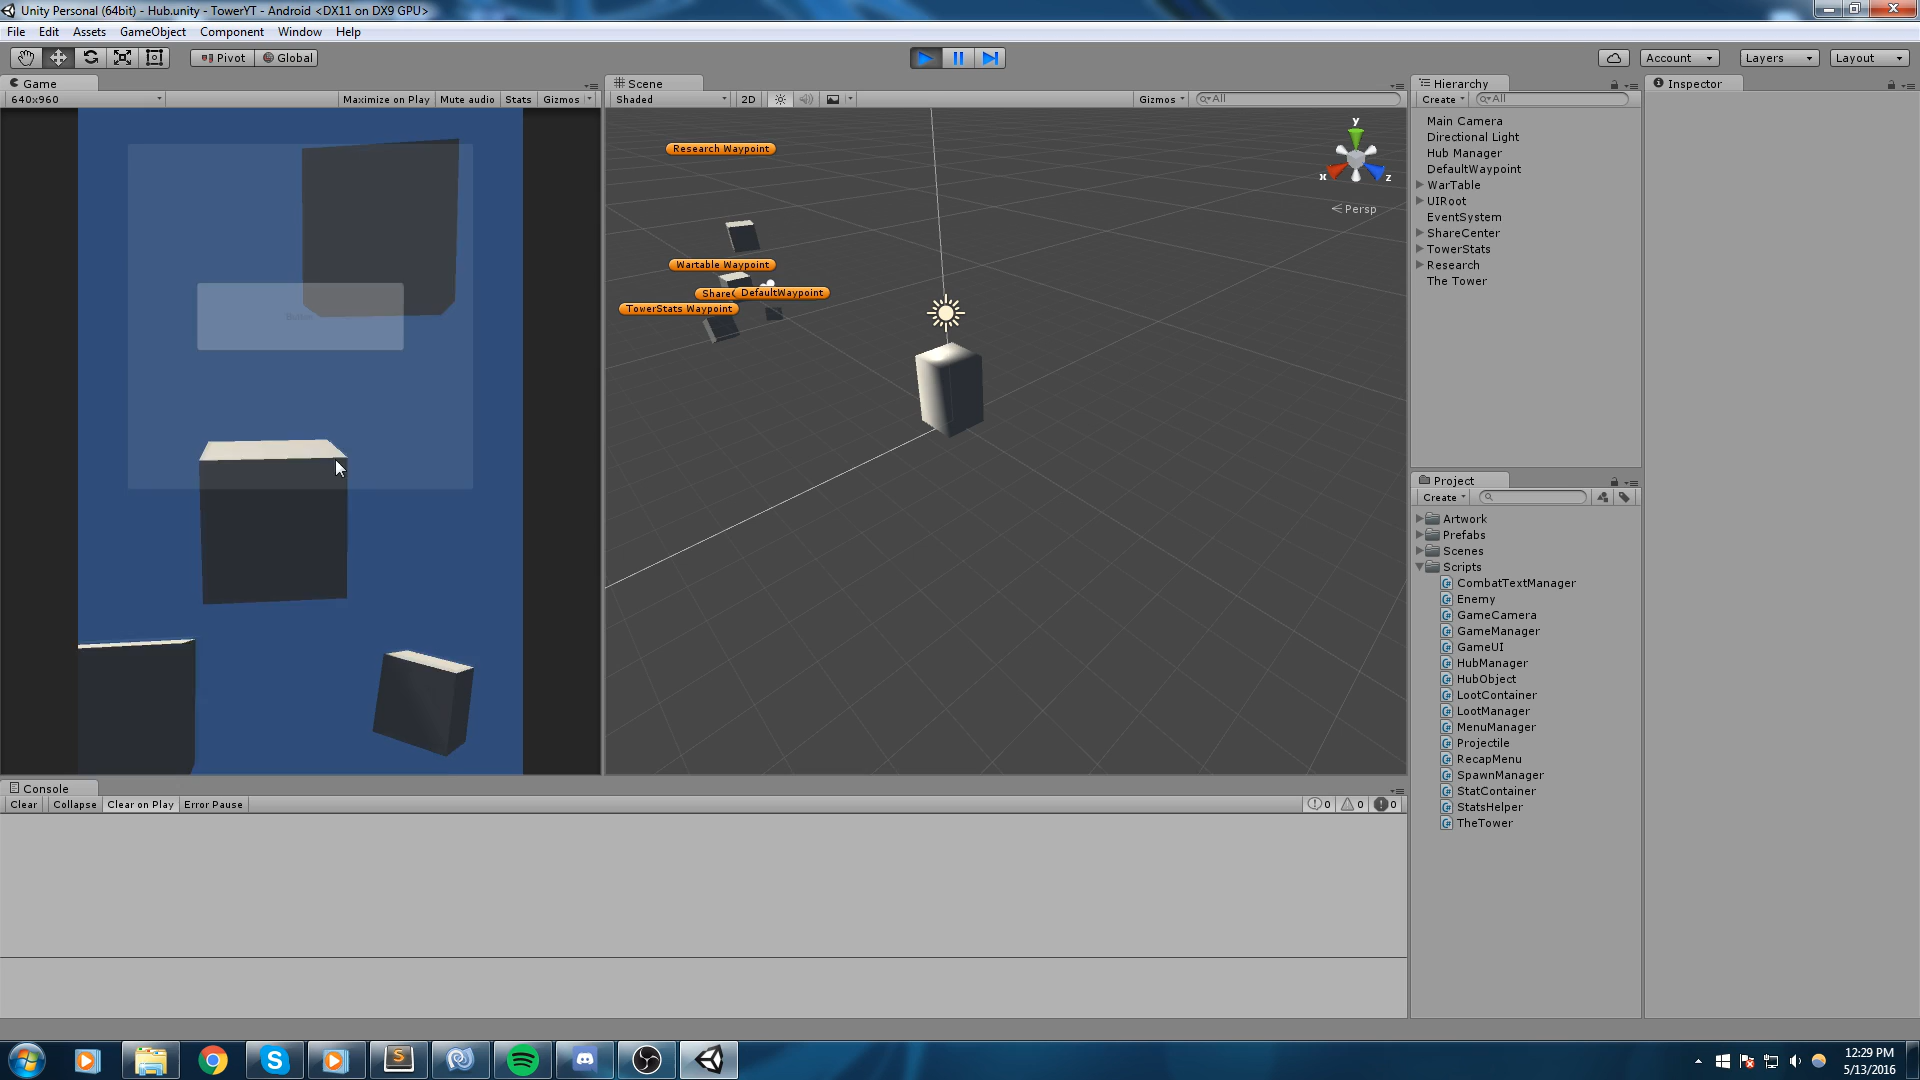 Unity Personal (64bit) - Hub.unity - TowerYT - Android <DX11 on DX9 GPU>
File Edit Assets GameObject Component Window Help
Pivot Global Account Layers Layout
Game
640x960 Maximize on Play Mute audio Stats Gizmos
Scene
Shaded 2D Gizmos All
y
x
z
Persp
Research Waypoint
Wartable Waypoint
DefaultWaypoint
TowerStats Waypoint
Hierarchy
Create All
Main Camera
Directional Light
Hub Manager
DefaultWaypoint
WarTable
UIRoot
EventSystem
ShareCenter
TowerStats
Research
The Tower
Inspector
Project
Create
Artwork
Prefabs
Scenes
Scripts
CombatTextManager
Enemy
GameCamera
GameManager
GameUI
HubManager
HubObject
LootContainer
LootManager
MenuManager
Projectile
RecapMenu
SpawnManager
StatContainer
StatsHelper
TheTower
Console
Clear Collapse Clear on Play Error Pause 0 0 0
12:29 PM
5/13/2016